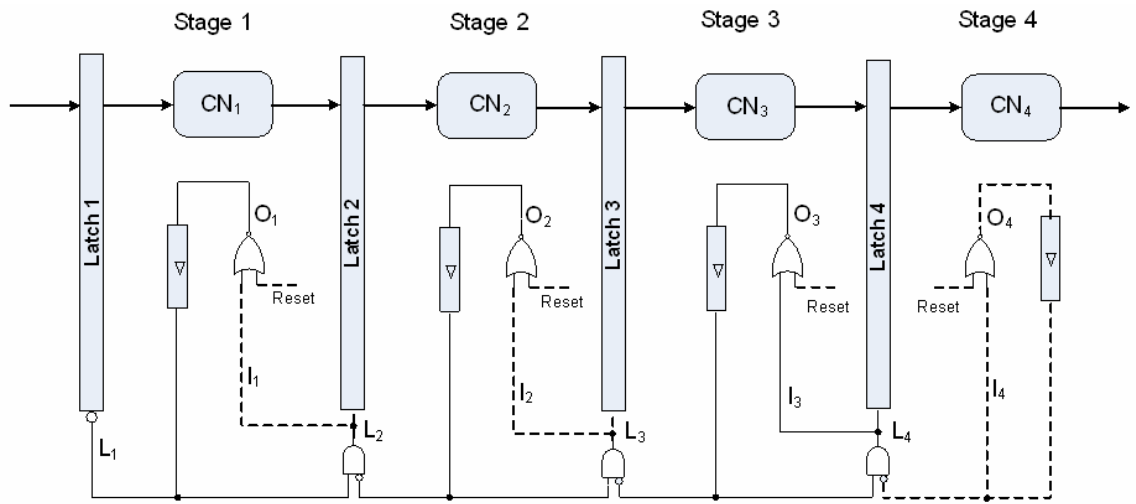 Stage 1
Stage 2
Stage 3
Stage 4
CN₁
CN₂
CN₃
CN₄
Latch 1
Latch 2
Latch 3
Latch 4
O₁
O₂
O₃
O₄
Reset
Reset
Reset
Reset
I₁
I₂
I₃
I₄
L₁
L₂
L₃
L₄